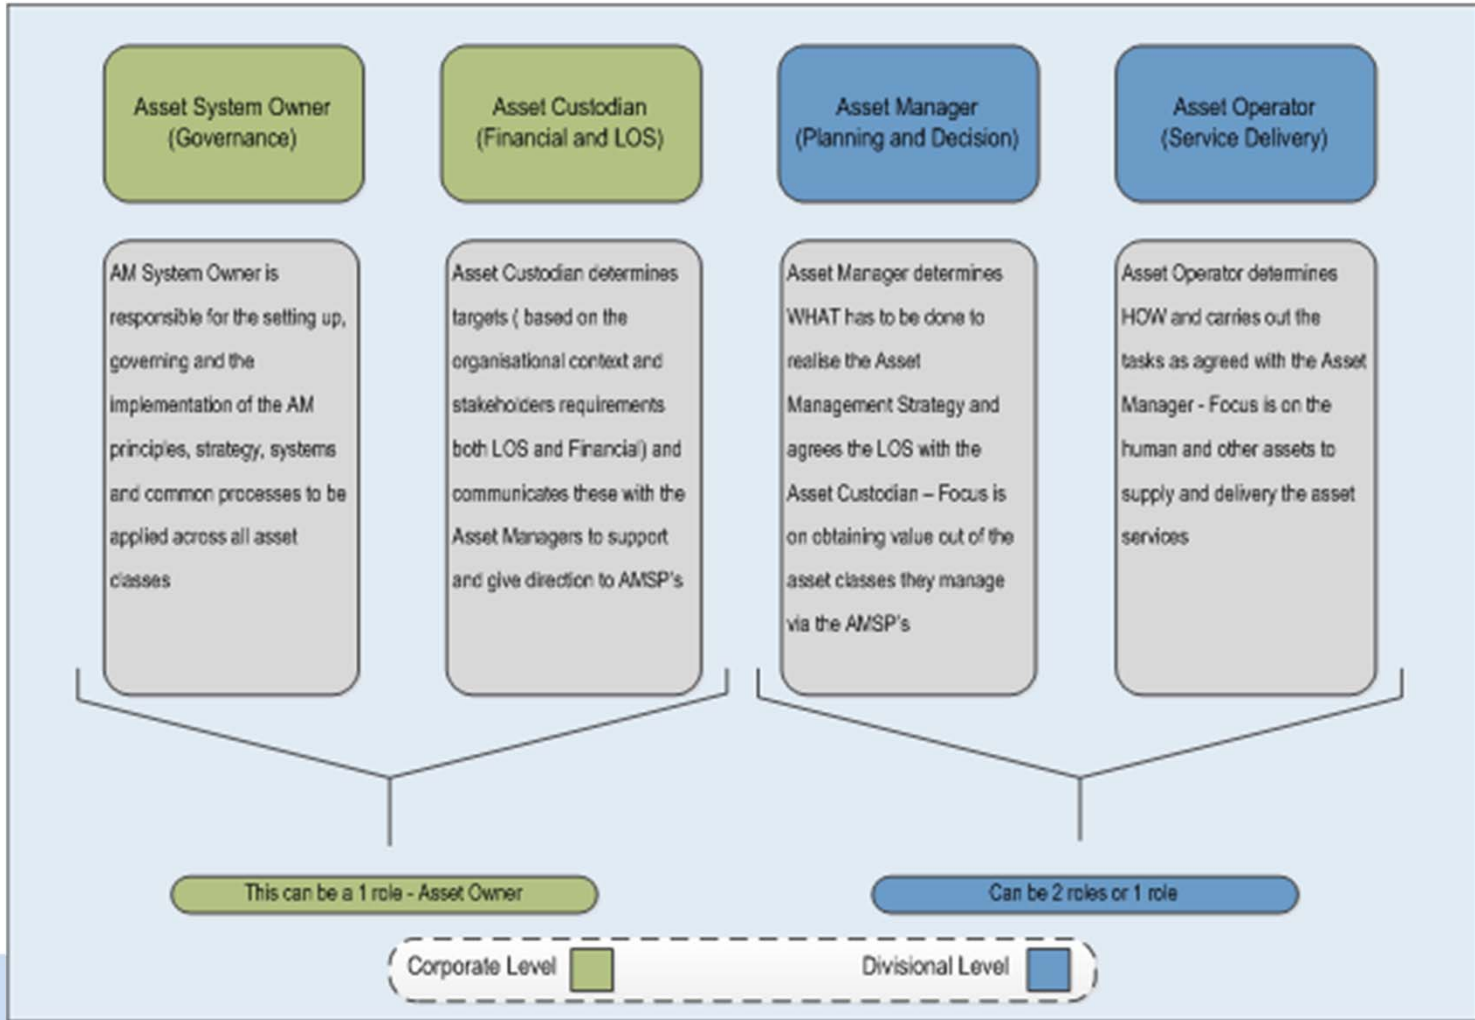 Asset System Owner
(Governance)
Asset Custodian
(Financial and LOS)
Asset Manager
(Planning and Decision)
Asset Operator
(Service Delivery)
AM System Owner is
responsible for the setting up,
governing and the
implementation of the AM
principles, strategy, systems
and common processes to be
applied across all asset
classes
Asset Custodian determines
targets ( based on the
organisational context and
stakeholders requirements
both LOS and Financial) and
communicates these with the
Asset Managers to support
and give direction to AMSP's
Asset Manager determines
WHAT has to be done to
realise the Asset
Management Strategy and
agrees the LOS with the
Asset Custodian – Focus is
on obtaining value out of the
asset classes they manage
via the AMSP's
Asset Operator determines
HOW and carries out the
tasks as agreed with the Asset
Manager - Focus is on the
human and other assets to
supply and delivery the asset
services
This can be a 1 role - Asset Owner
Can be 2 roles or 1 role
Corporate Level
Divisional Level